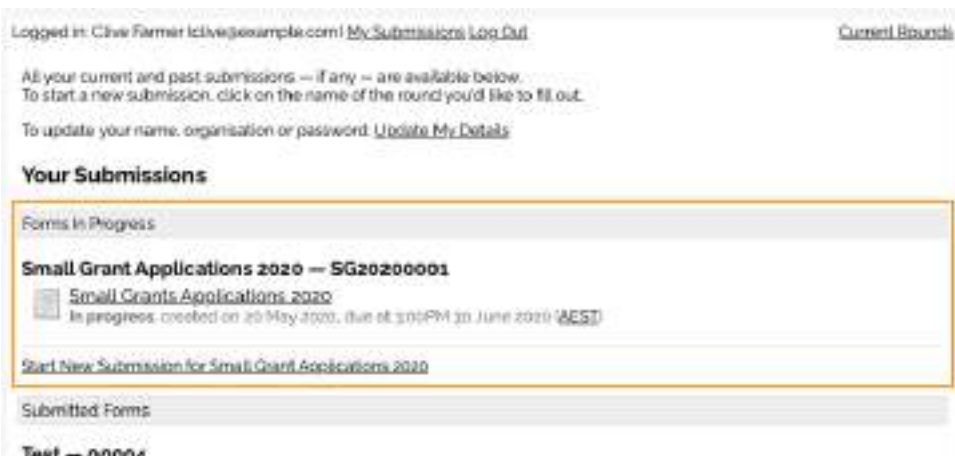 Logged in: Clive Farmer (clive@example.com) My Submissions Log Out Current Rounds
All your current and past submissions — if any — are available below.
To start a new submission, click on the name of the round you'd like to fill out.
To update your name, organisation or password: Update My Details
Your Submissions
Forms In Progress
Small Grant Applications 2020 — SG20200001
Small Grants Applications 2020
In progress, created on 20 May 2020, due at 3:00PM 30 June 2020 (AEST)
Start New Submission for Small Grant Applications 2020
Submitted Forms
Test — 00004